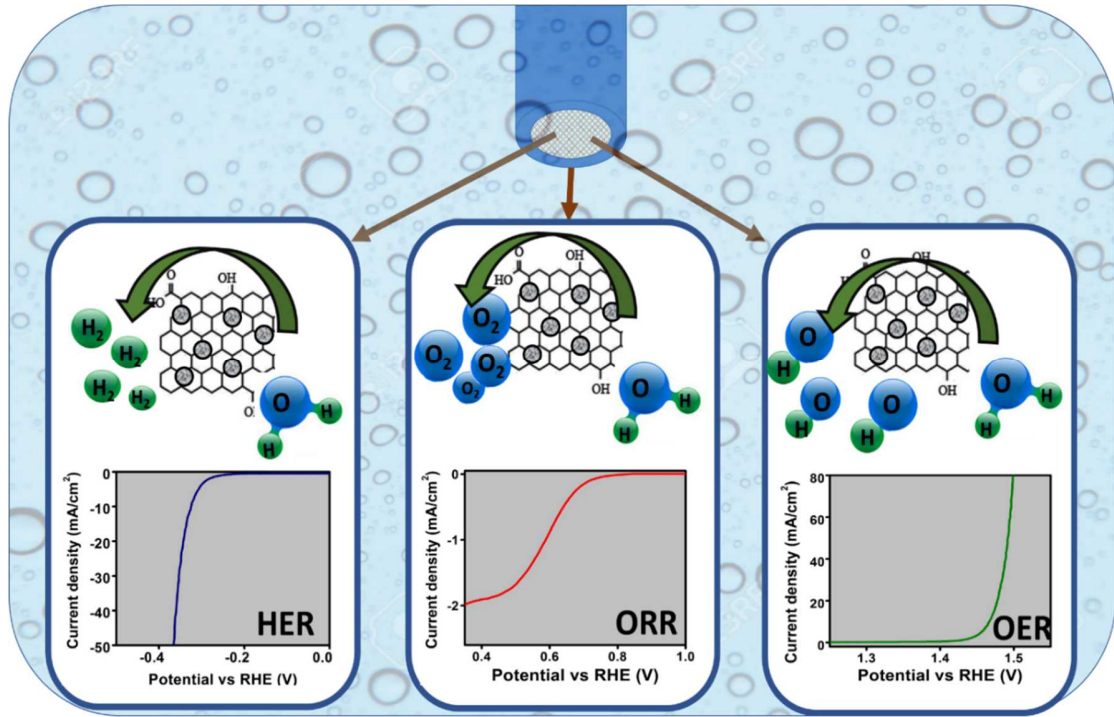 O
OH
HO
H2
H2
H2
H2
O
H
H
0
-10
-20
-30
-40
-50
Current density (mA/cm²)
-0.4
-0.2
0.0
Potential vs RHE (V)
HER
O
OH
HO
O2
O2
O2
O2
OH
O
H
H
0
-1
-2
Current density (mA/cm²)
0.4
0.6
0.8
1.0
Potential vs RHE (V)
ORR
OH
O
H
O
H
O
H
OH
O
H
H
80
60
40
20
0
Current density (mA/cm²)
1.3
1.4
1.5
Potential vs RHE (V)
OER